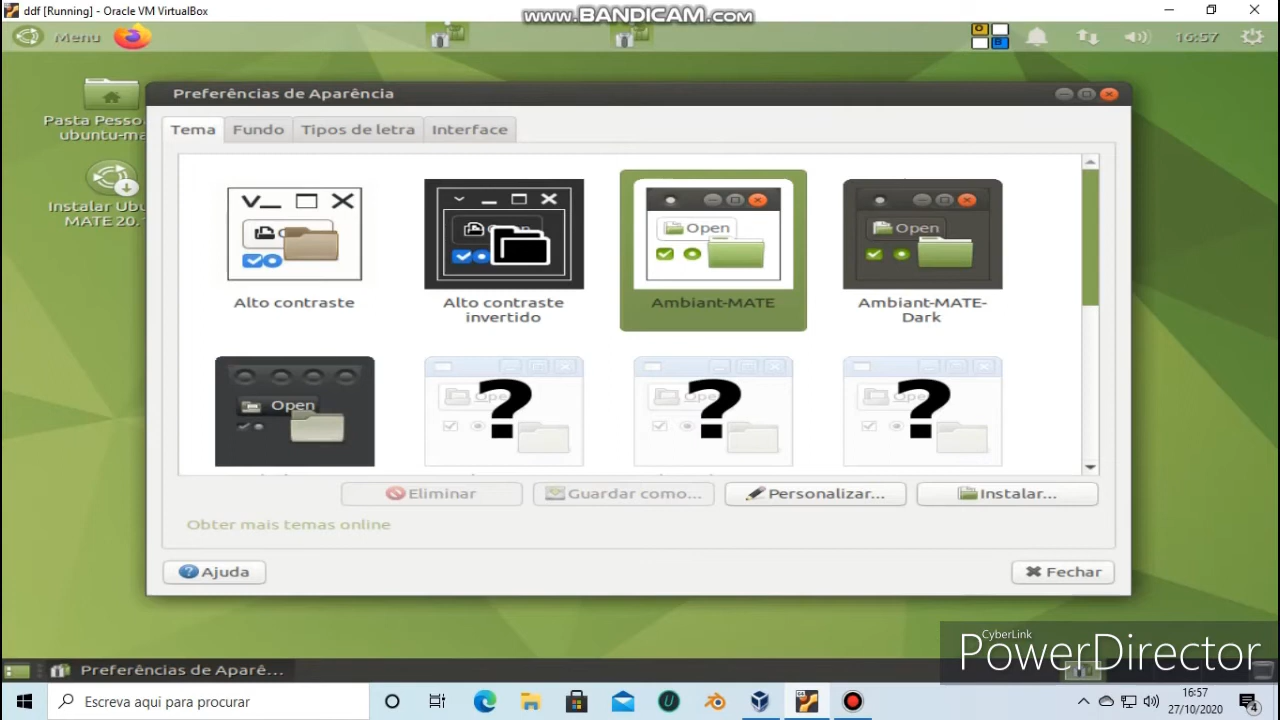 ddf [Running] - Oracle VM VirtualBox
www.BANDICAM.com
Menu
16:57
Pasta Pesso
ubuntu-ma
Instalar Ubu
MATE 20.
Preferências de Aparência
Tema
Fundo
Tipos de letra
Interface
Open
Open
Open
Alto contraste
Alto contraste
invertido
Ambiant-MATE
Ambiant-MATE-
Dark
Eliminar
Guardar como...
Personalizar...
Instalar...
Obter mais temas online
Ajuda
Fechar
Preferências de Aparê...
CyberLink
PowerDirector
Escreva aqui para procurar
16:57
27/10/2020
4